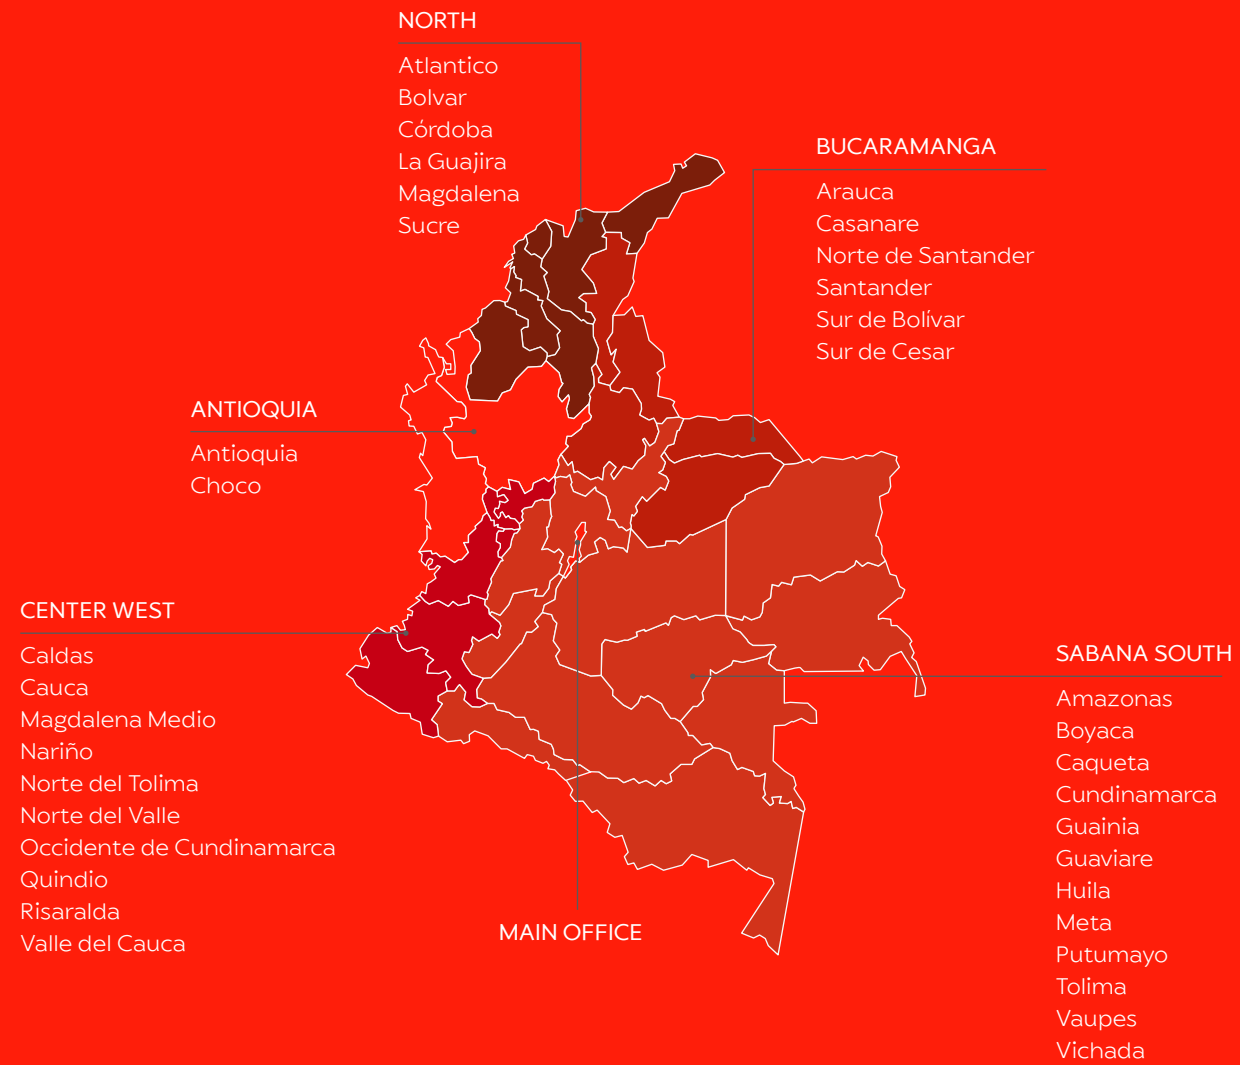 NORTH
Atlantico
Bolvar
Córdoba
La Guajira
Magdalena
Sucre
BUCARAMANGA
Arauca
Casanare
Norte de Santander
Santander
Sur de Bolívar
Sur de Cesar
ANTIOQUIA
Antioquia
Choco
CENTER WEST
Caldas
Cauca
Magdalena Medio
Nariño
Norte del Tolima
Norte del Valle
Occidente de Cundinamarca
Quindio
Risaralda
Valle del Cauca
MAIN OFFICE
SABANA SOUTH
Amazonas
Boyaca
Caqueta
Cundinamarca
Guainia
Guaviare
Huila
Meta
Putumayo
Tolima
Vaupes
Vichada